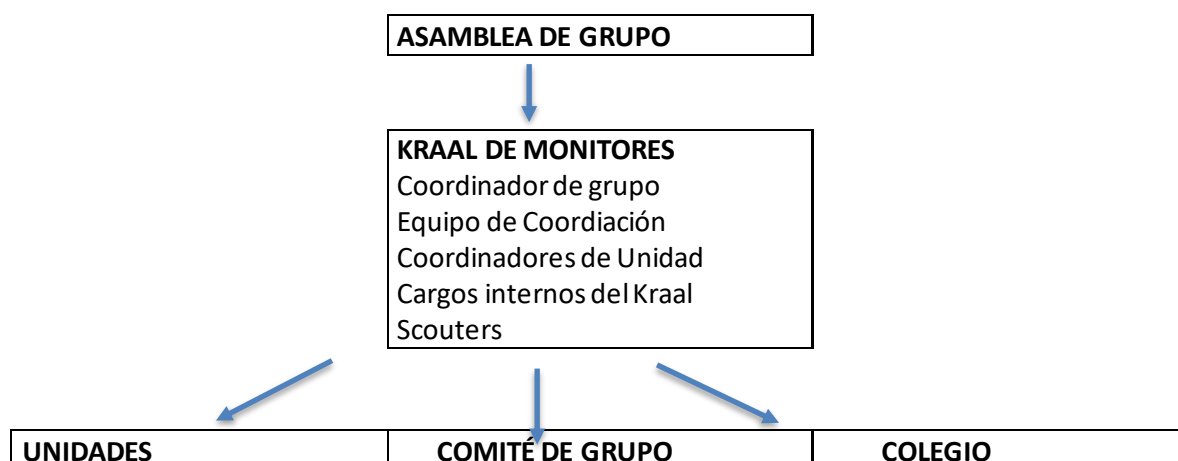 ASAMBLEA DE GRUPO
KRAAL DE MONITORES
Coordinador de grupo
Equipo de Coordiación
Coordinadores de Unidad
Cargos internos del Kraal
Scouters
UNIDADES COMITÉ DE GRUPO COLEGIO